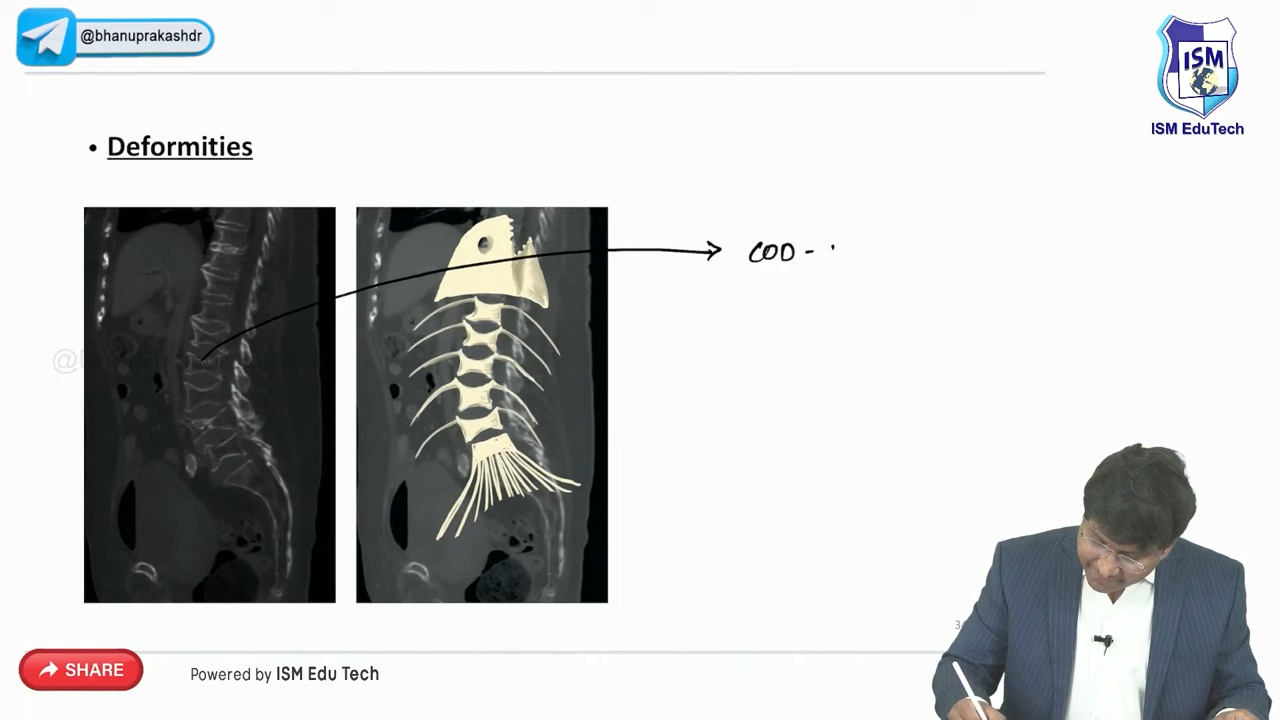 @bhanuprakashdr
ISM
ISM EduTech
• Deformities
COD -
SHARE
Powered by ISM Edu Tech